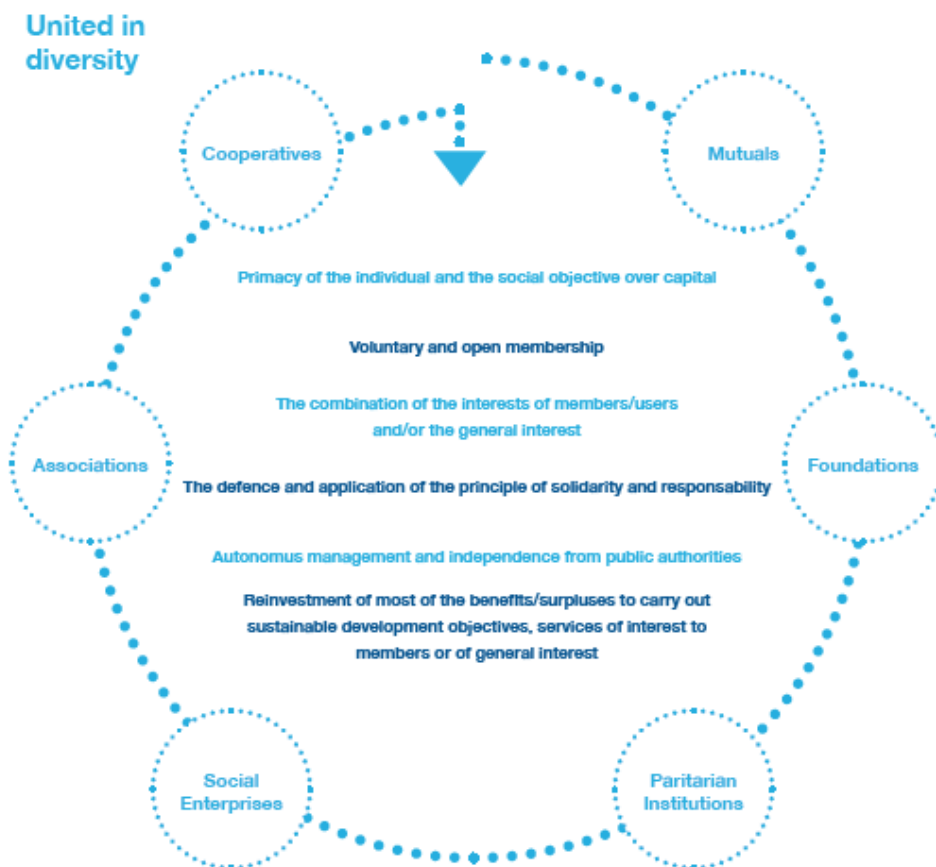 United in
diversity
Cooperatives
Mutuals
Primacy of the individual and the social objective over capital
Voluntary and open membership
The combination of the interests of members/users
and/or the general interest
Associations
Foundations
The defence and application of the principle of solidarity and responsability
Autonomus management and independence from public authorities
Reinvestment of most of the benefits/surpluses to carry out
sustainable development objectives, services of interest to
members or of general interest
Social
Enterprises
Paritarian
Institutions